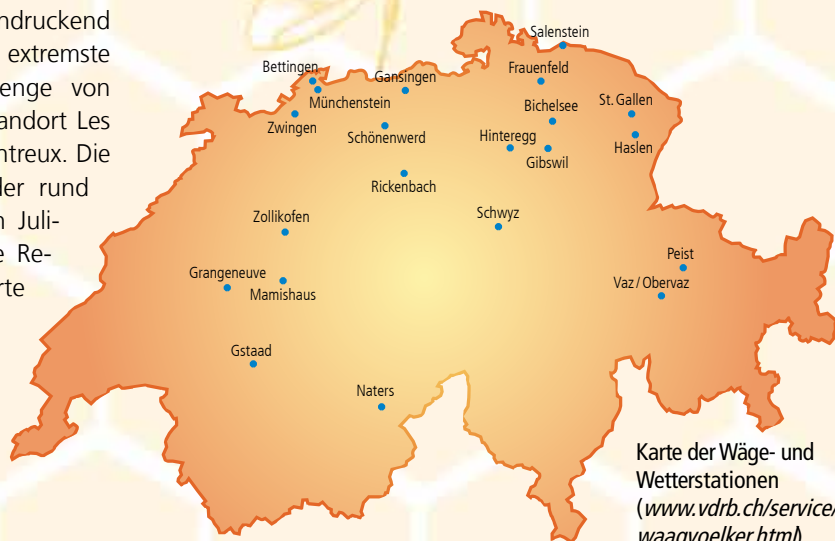 ndruckend
extremste
enge von
andort Les
ntreux. Die
der rund
Juli-
Re-
rte
Salenstein
Bettingen
Gansingen
Frauenfeld
Münchenstein
Bichelsee
St. Gallen
Zwingen
Schönenwerd
Hinteregg
Haslen
Gibswil
Rickenbach
Zollikofen
Schwyz
Peist
Grangeneuve
Mamishaus
Vaz/Obervaz
Gstaad
Naters
Karte der Wäge- und
Wetterstationen
(www.vdrb.ch/service/
waagvoelker.html)